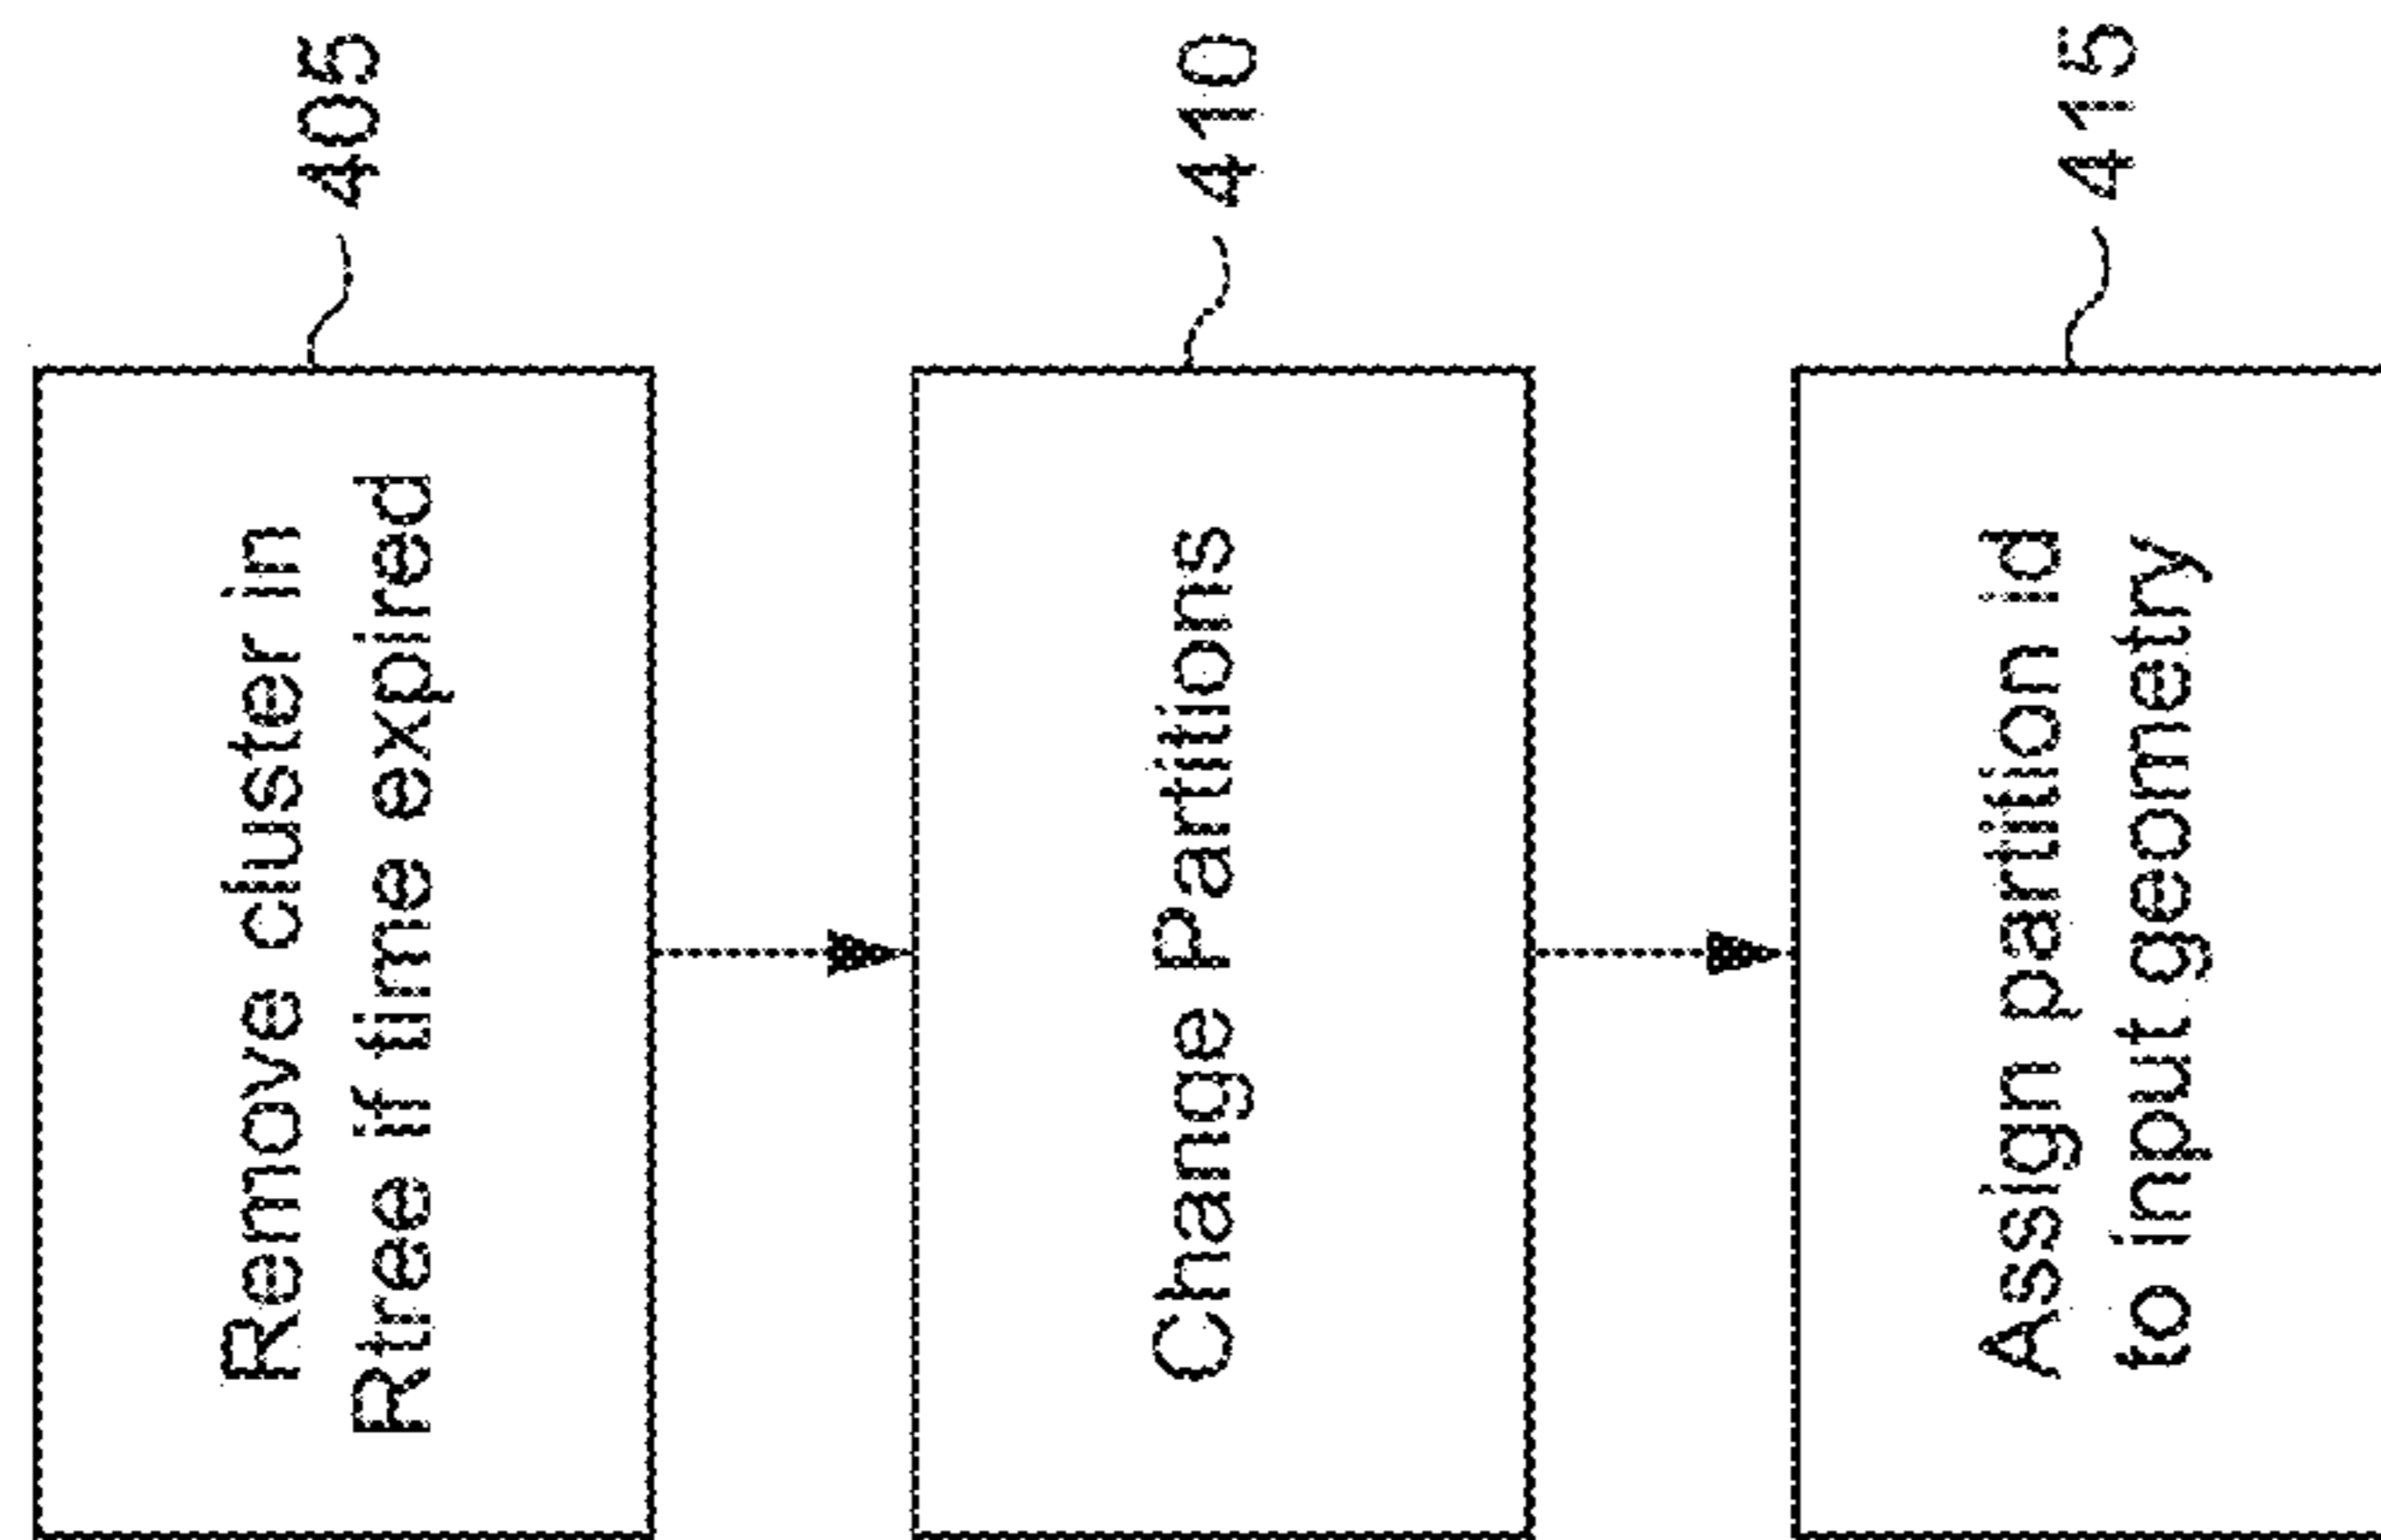 Remove cluster in
Rtree if time expired
405
Change Partitions
410
Assign partition id
to input geometry
415